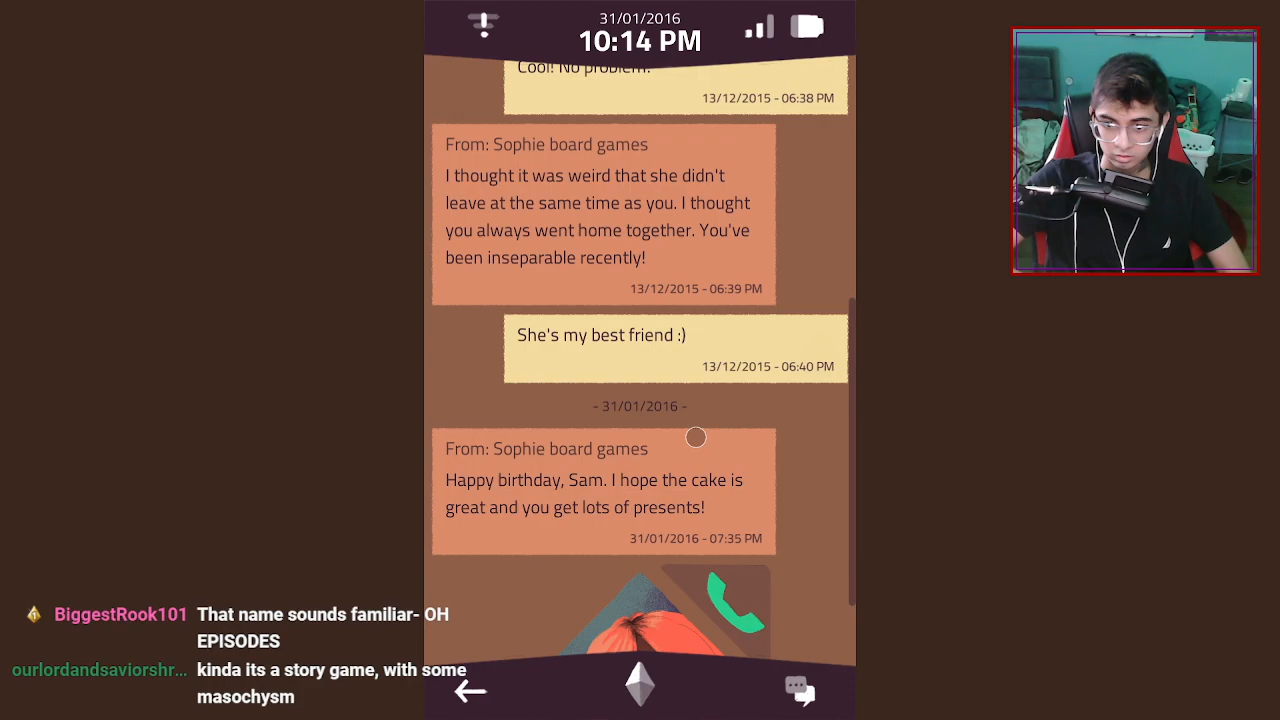 31/01/2016
10:14 PM
Cool! No problem.
13/12/2015 - 06:38 PM
From: Sophie board games
I thought it was weird that she didn't
leave at the same time as you. I thought
you always went home together. You've
been inseparable recently!
13/12/2015 - 06:39 PM
She's my best friend :)
13/12/2015 - 06:40 PM
- 31/01/2016 -
From: Sophie board games
Happy birthday, Sam. I hope the cake is
great and you get lots of presents!
31/01/2016 - 07:35 PM
BiggestRook101 That name sounds familiar- OH
EPISODES
ourlordandsaviorshr... kinda its a story game, with some
masochysm